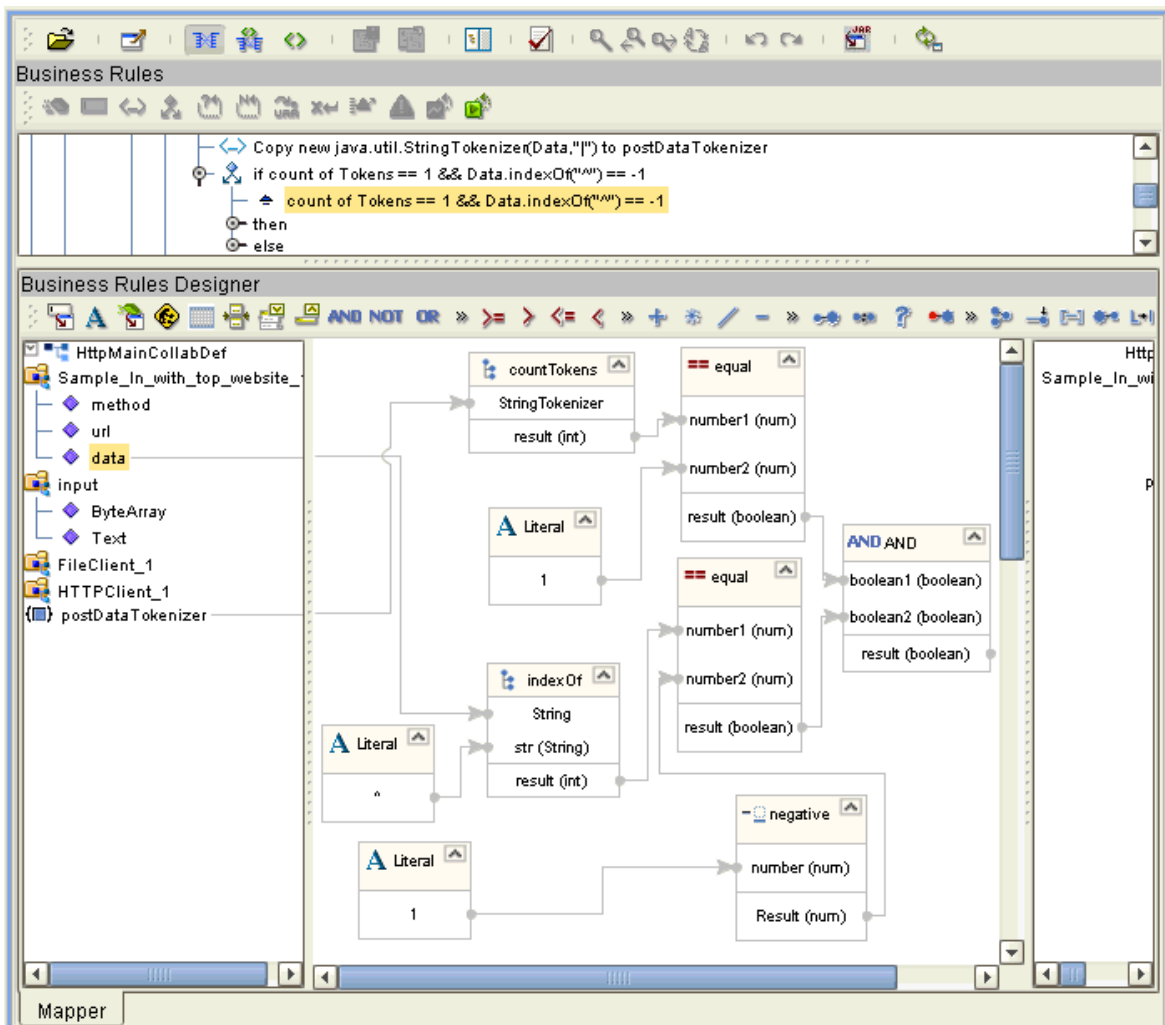 JAR
Business Rules
JAR
Copy new java.util.StringTokenizer(Data,"|") to postDataTokenizer
if count of Tokens == 1 && Data.indexOf("^") == -1
count of Tokens == 1 && Data.indexOf("^") == -1
then
else
Business Rules Designer
A AND NOT OR » >= > <= < » + / − » ? » »
HttpMainCollabDef
Sample_In_with_top_website_
method
url
data
input
ByteArray
Text
FileClient_1
HTTPClient_1
postDataTokenizer
countTokens
StringTokenizer
result (int)
== equal
number1 (num)
number2 (num)
result (boolean)
A Literal
1
AND AND
boolean1 (boolean)
boolean2 (boolean)
result (boolean)
== equal
number1 (num)
number2 (num)
result (boolean)
indexOf
String
str (String)
result (int)
A Literal
^
negative
number (num)
Result (num)
A Literal
1
Http
Sample_In_wi
p
Mapper